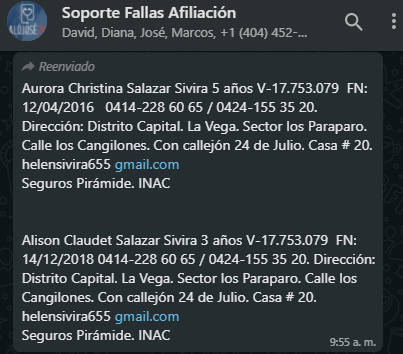 Soporte Fallas Afiliación
David, Diana, José, Marcos, +1 (404) 452-...
Reenviado
Aurora Christina Salazar Sivira 5 años V-17.753.079 FN:
12/04/2016 0414-228 60 65 / 0424-155 35 20.
Dirección: Distrito Capital. La Vega. Sector los Paraparo.
Calle los Cangilones. Con callejón 24 de Julio. Casa # 20.
helensivira655 gmail.com
Seguros Pirámide. INAC
Alison Claudet Salazar Sivira 3 años V-17.753.079 FN:
14/12/2018 0414-228 60 65 / 0424-155 35 20. Dirección:
Distrito Capital. La Vega. Sector los Paraparo. Calle los
Cangilones. Con callejón 24 de Julio. Casa # 20.
helensivira655 gmail.com
Seguros Pirámide. INAC
9:55 a. m.